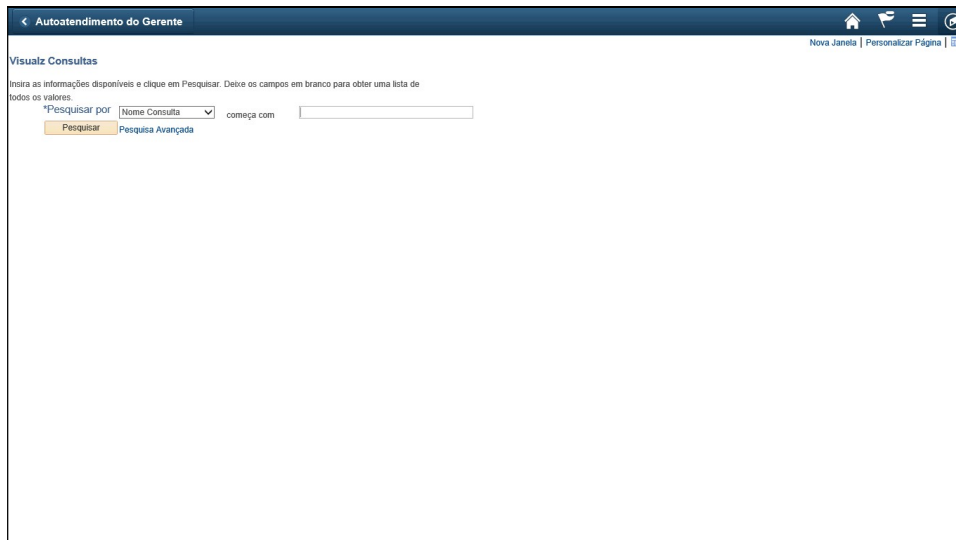 Autoatendimento do Gerente
Nova Janela | Personalizar Página |
Visualz Consultas
Insira as informações disponíveis e clique em Pesquisar. Deixe os campos em branco para obter uma lista de
todos os valores.
*Pesquisar por Nome Consulta começa com
Pesquisar Pesquisa Avançada